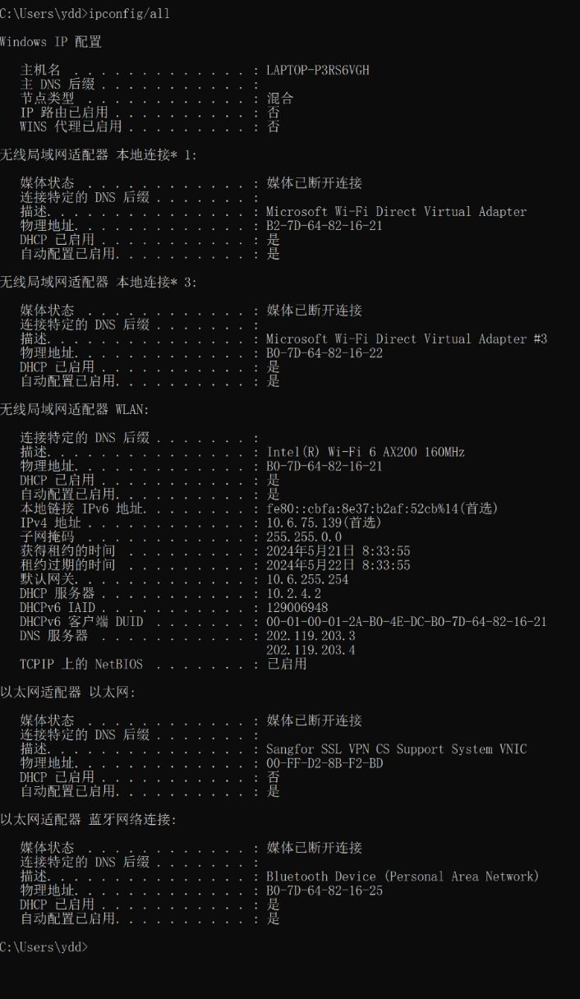 C:\Users\ydd>ipconfig/all
Windows IP 配置
主机名 . . . . . . . . . . . . . : LAPTOP-P3RS6VGH
主 DNS 后缀 . . . . . . . . . . . :
节点类型 . . . . . . . . . . . . : 混合
IP 路由已启用 . . . . . . . . . . : 否
WINS 代理已启用 . . . . . . . . . : 否
无线局域网适配器 本地连接* 1:
媒体状态 . . . . . . . . . . . . : 媒体已断开连接
连接特定的 DNS 后缀 . . . . . . . :
描述. . . . . . . . . . . . . . . : Microsoft Wi-Fi Direct Virtual Adapter
物理地址. . . . . . . . . . . . . : B2-7D-64-82-16-21
DHCP 已启用 . . . . . . . . . . . : 是
自动配置已启用. . . . . . . . . . : 是
无线局域网适配器 本地连接* 3:
媒体状态 . . . . . . . . . . . . : 媒体已断开连接
连接特定的 DNS 后缀 . . . . . . . :
描述. . . . . . . . . . . . . . . : Microsoft Wi-Fi Direct Virtual Adapter #3
物理地址. . . . . . . . . . . . . : B0-7D-64-82-16-22
DHCP 已启用 . . . . . . . . . . . : 是
自动配置已启用. . . . . . . . . . : 是
无线局域网适配器 WLAN:
连接特定的 DNS 后缀 . . . . . . . :
描述. . . . . . . . . . . . . . . : Intel(R) Wi-Fi 6 AX200 160MHz
物理地址. . . . . . . . . . . . . : B0-7D-64-82-16-21
DHCP 已启用 . . . . . . . . . . . : 是
自动配置已启用. . . . . . . . . . : 是
本地链接 IPv6 地址. . . . . . . . : fe80::cbfa:8e37:b2af:52cb%14(首选)
IPv4 地址 . . . . . . . . . . . . : 10.6.75.139(首选)
子网掩码 . . . . . . . . . . . . : 255.255.0.0
获得租约的时间 . . . . . . . . . : 2024年5月21日 8:33:55
租约过期的时间 . . . . . . . . . : 2024年5月22日 8:33:55
默认网关. . . . . . . . . . . . . : 10.6.255.254
DHCP 服务器 . . . . . . . . . . . : 10.2.4.2
DHCPv6 IAID . . . . . . . . . . . : 129006948
DHCPv6 客户端 DUID . . . . . . . : 00-01-00-01-2A-B0-4E-DC-B0-7D-64-82-16-21
DNS 服务器 . . . . . . . . . . . : 202.119.203.3
202.119.203.4
TCPIP 上的 NetBIOS . . . . . . . : 已启用
以太网适配器 以太网:
媒体状态 . . . . . . . . . . . . : 媒体已断开连接
连接特定的 DNS 后缀 . . . . . . . :
描述. . . . . . . . . . . . . . . : Sangfor SSL VPN CS Support System VNIC
物理地址. . . . . . . . . . . . . : 00-FF-D2-8B-F2-BD
DHCP 已启用 . . . . . . . . . . . : 否
自动配置已启用. . . . . . . . . . : 是
以太网适配器 蓝牙网络连接:
媒体状态 . . . . . . . . . . . . : 媒体已断开连接
连接特定的 DNS 后缀 . . . . . . . :
描述. . . . . . . . . . . . . . . : Bluetooth Device (Personal Area Network)
物理地址. . . . . . . . . . . . . : B0-7D-64-82-16-25
DHCP 已启用 . . . . . . . . . . . : 是
自动配置已启用. . . . . . . . . . : 是
C:\Users\ydd>